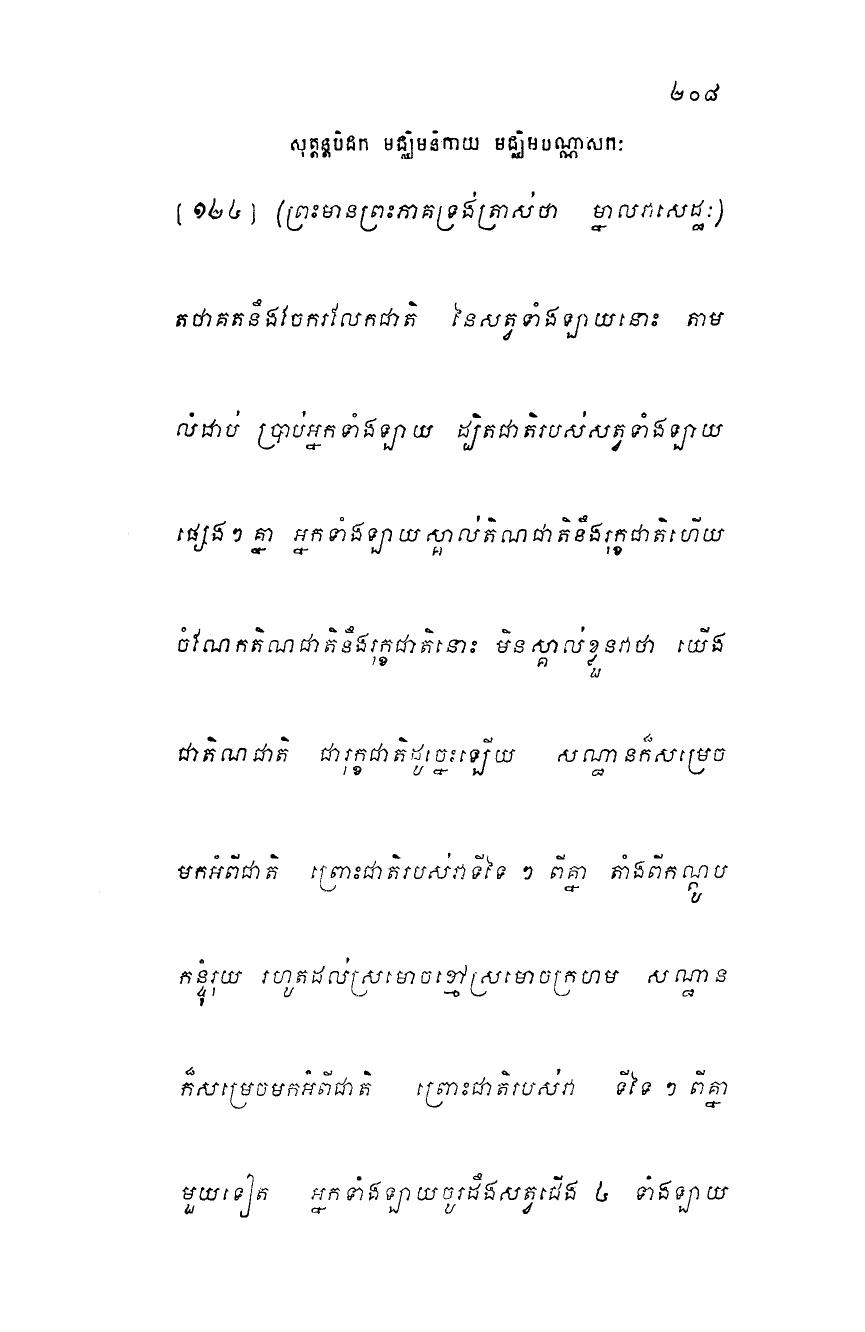 ២០៨
សុត្តន្តបិដក មជ្ឈិមនិកាយ មជ្ឈិមបណ្ណាសកៈ
[១២៤] (ព្រះមានព្រះភាគទ្រង់ត្រាស់ថា ម្នាលវាសេដ្ឋៈ)
តថាគតនឹងចែករលែកជាតិ នៃសត្វទាំងឡាយនោះ តាម
លំដាប់ ប្រាប់អ្នកទាំងឡាយ ដ្បិតជាតិរបស់សត្វទាំងឡាយ
ផ្សេងៗ គ្នា អ្នកទាំងឡាយស្គាល់តិណជាតិនឹងរុក្ខជាតិហើយ
ចំណែកតិណជាតិនឹងរុក្ខជាតិនោះ មិនស្គាល់ខ្លួនវាថា យើង
ជាតិណជាតិ ជារុក្ខជាតិដូច្នេះឡើយ សណ្ឋានក៏សម្រេច
មកអំពីជាតិ ព្រោះជាតិរបស់វាទីទៃ ៗ ពីគ្នា តាំងពីកណ្តូប
កន្ទុំរុយ រហូតដល់ស្រមោចខ្មៅស្រមោចក្រហម សណ្ឋាន
ក៏សម្រេចមកអំពីជាតិ ព្រោះជាតិរបស់វា ទីទៃ ៗ ពីគ្នា
មួយទៀត អ្នកទាំងឡាយចូរដឹងសត្វជើង ៤ ទាំងឡាយ